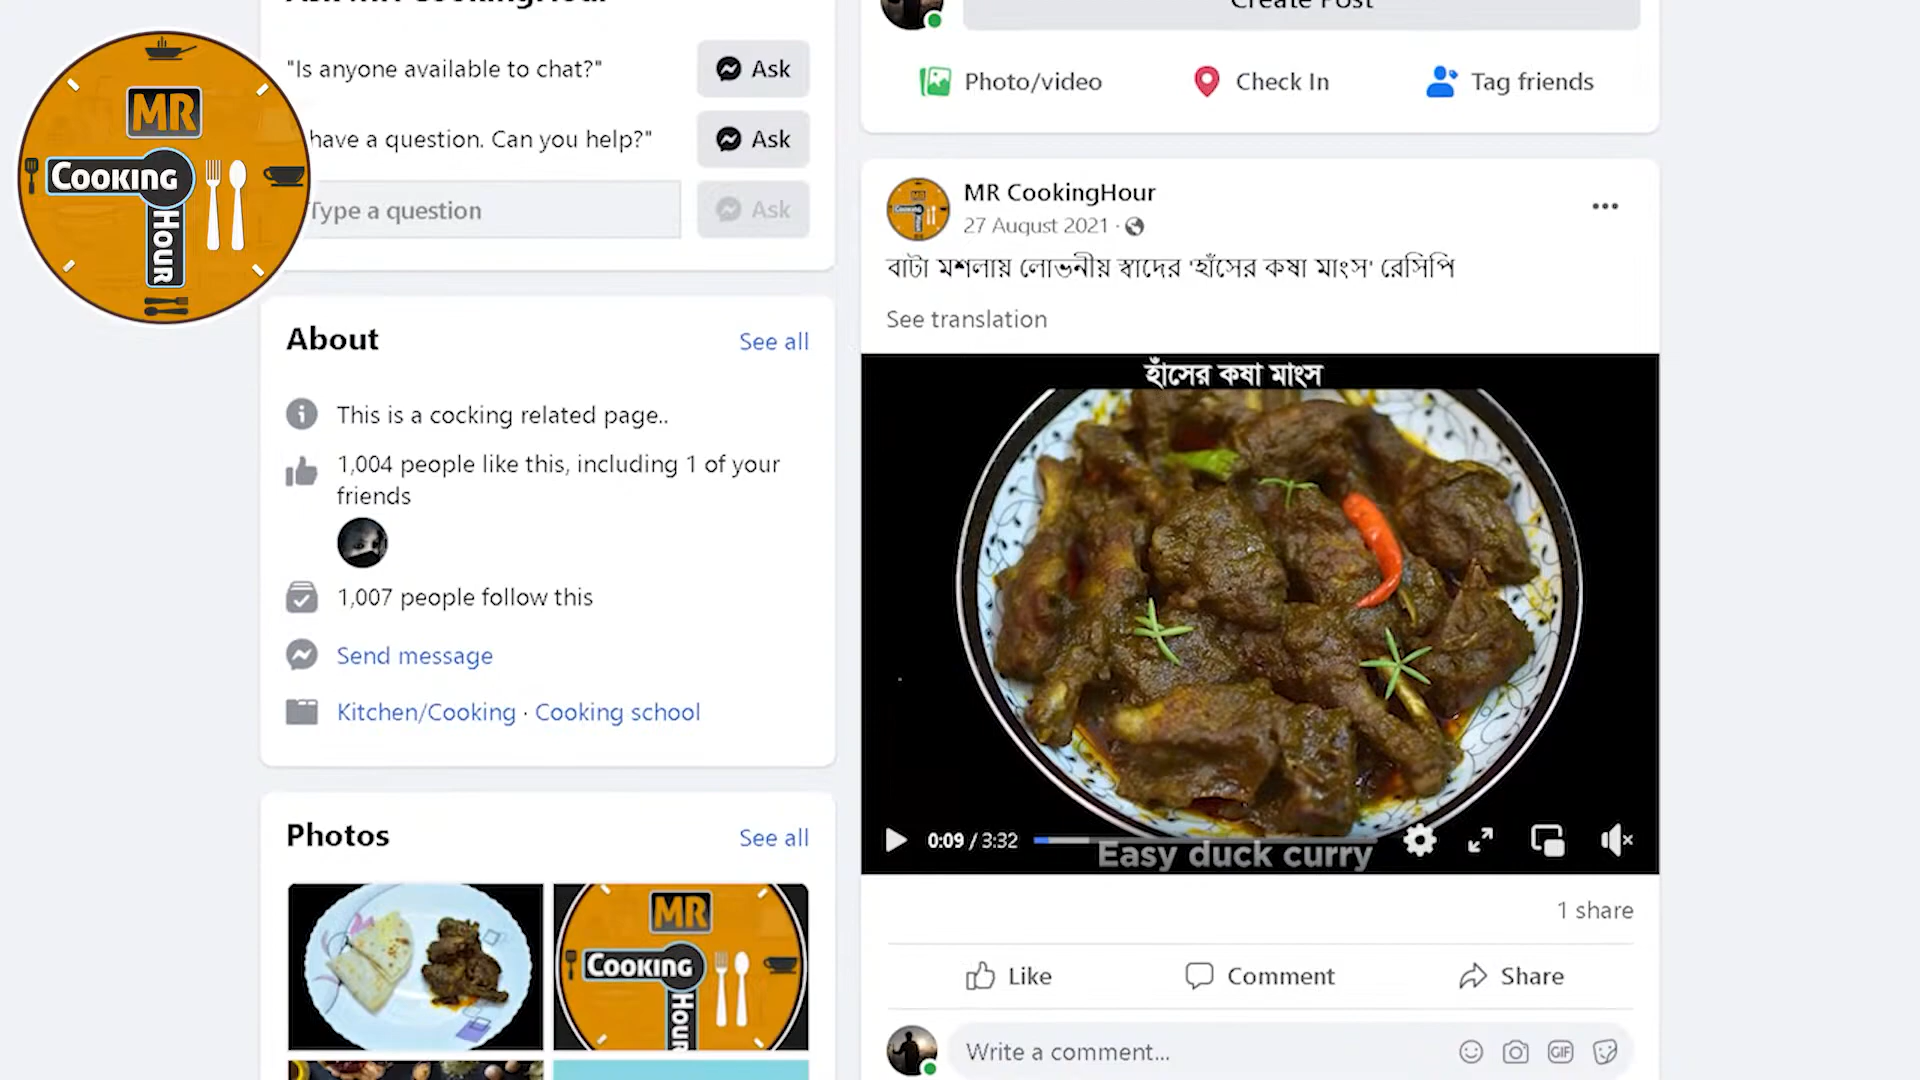 MR
Cooking
Hour
"Is anyone available to chat?"
Ask
have a question. Can you help?"
Ask
Type a question
Ask
About
See all
This is a cocking related page..
1,004 people like this, including 1 of your
friends
1,007 people follow this
Send message
Kitchen/Cooking · Cooking school
Photos
See all
MR
Cooking
Hour
Create Post
Photo/video
Check In
Tag friends
MR CookingHour
27 August 2021 ·
বাটা মশলায় লোভনীয় স্বাদের 'হাঁসের কষা মাংস' রেসিপি
See translation
হাঁসের কষা মাংস
0:09 / 3:32
Easy duck curry
1 share
Like
Comment
Share
Write a comment...
GIF